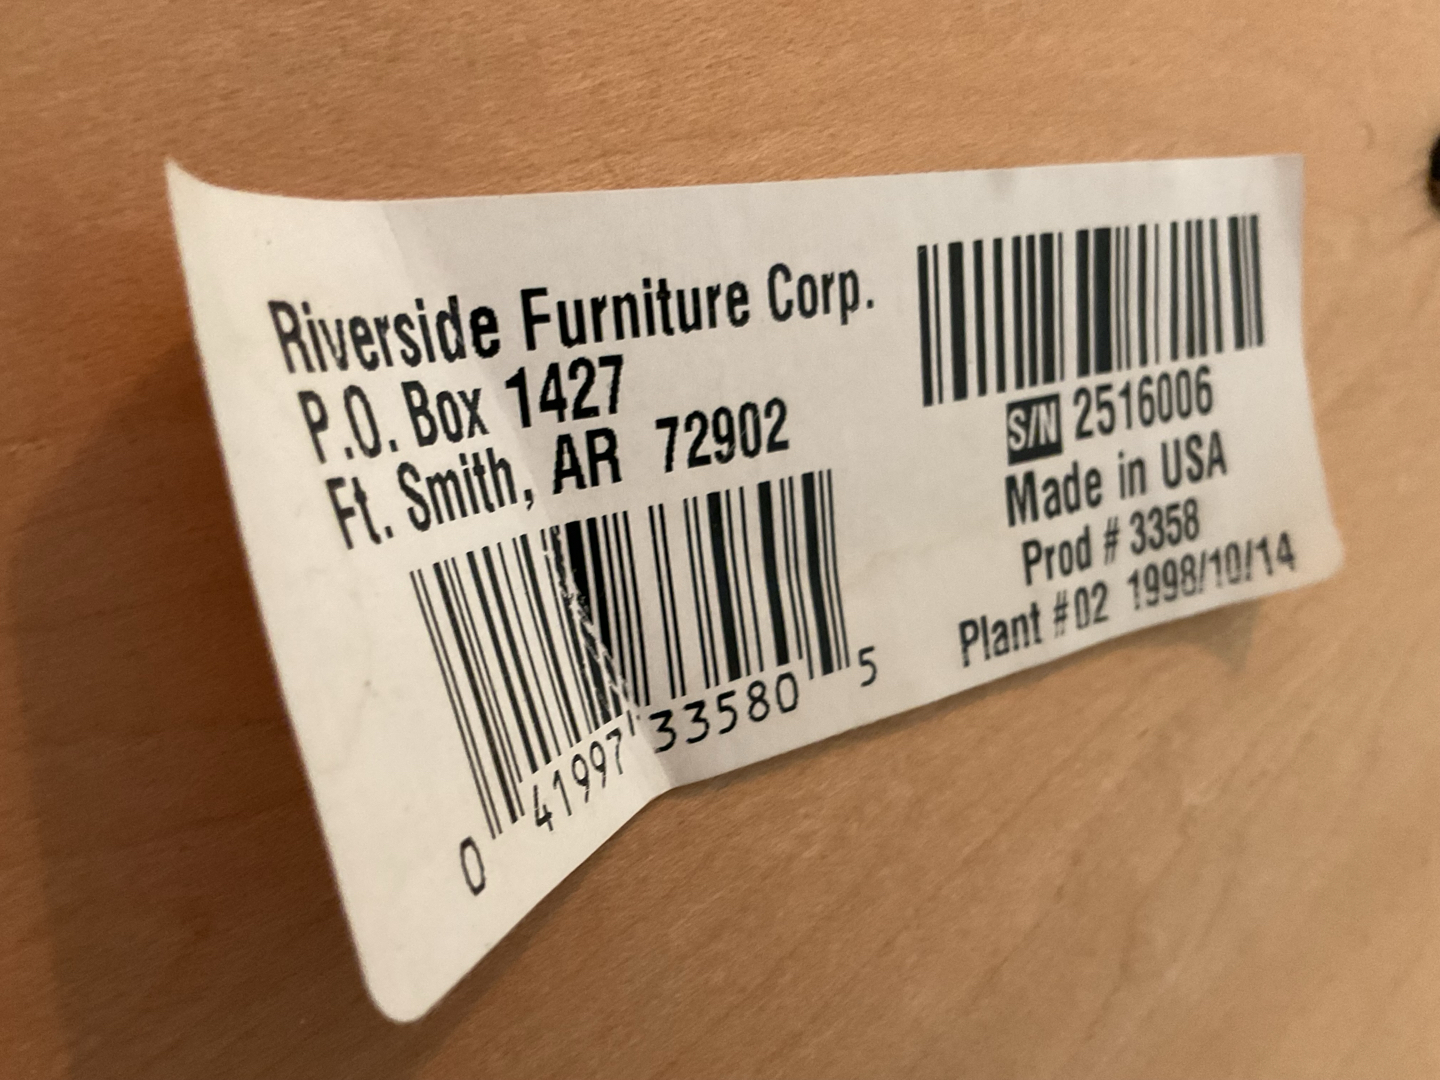 Riverside Furniture Corp.
P.O. Box 1427
Ft. Smith, AR 72902
0 41997 33580 5
S/N 2516006
Made in USA
Prod # 3358
Plant #02 1998/10/14